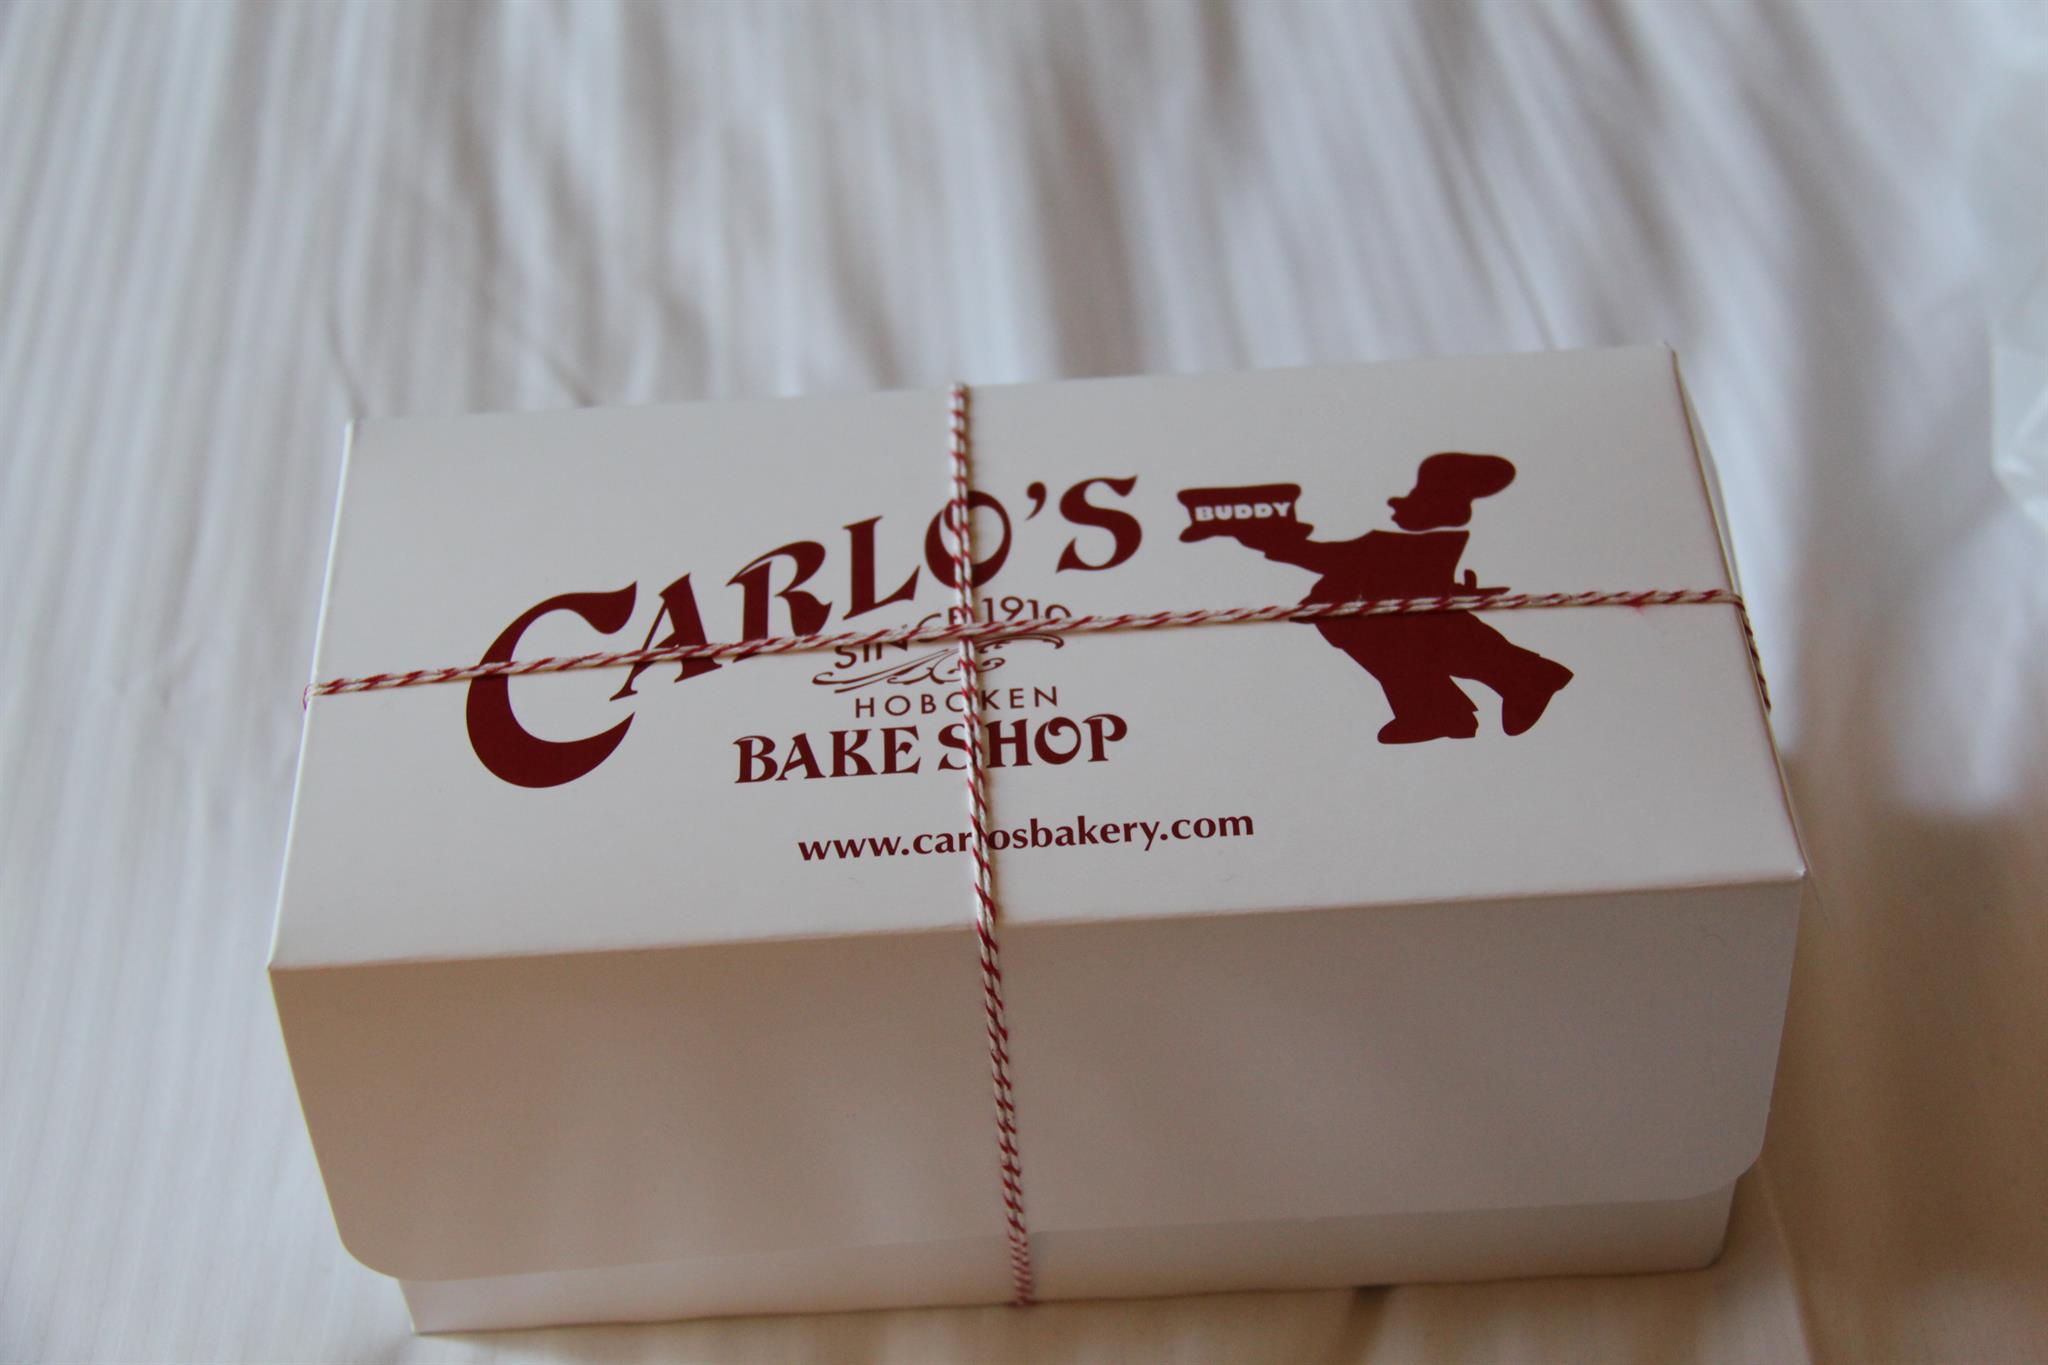 CARLO'S
BUDDY
SINCE 1910
HOBOKEN
BAKE SHOP
www.carlosbakery.com